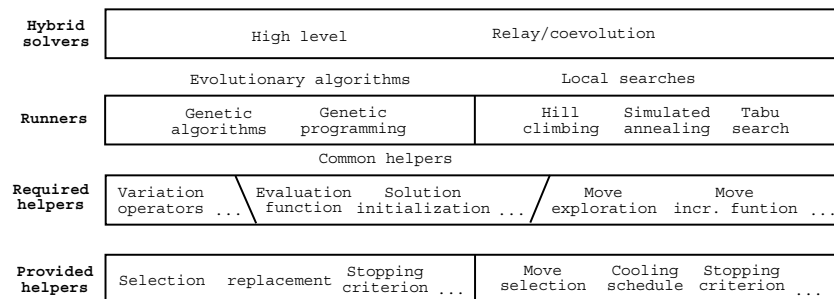 Hybrid solvers
High level Relay/coevolution
Evolutionary algorithms Local searches
Runners
Genetic algorithms Genetic programming Hill climbing Simulated annealing Tabu search
Common helpers
Required helpers
Variation operators ... Evaluation function Solution initialization ... Move exploration Move incr. funtion ...
Provided helpers
Selection replacement Stopping criterion ... Move selection Cooling schedule Stopping criterion ...